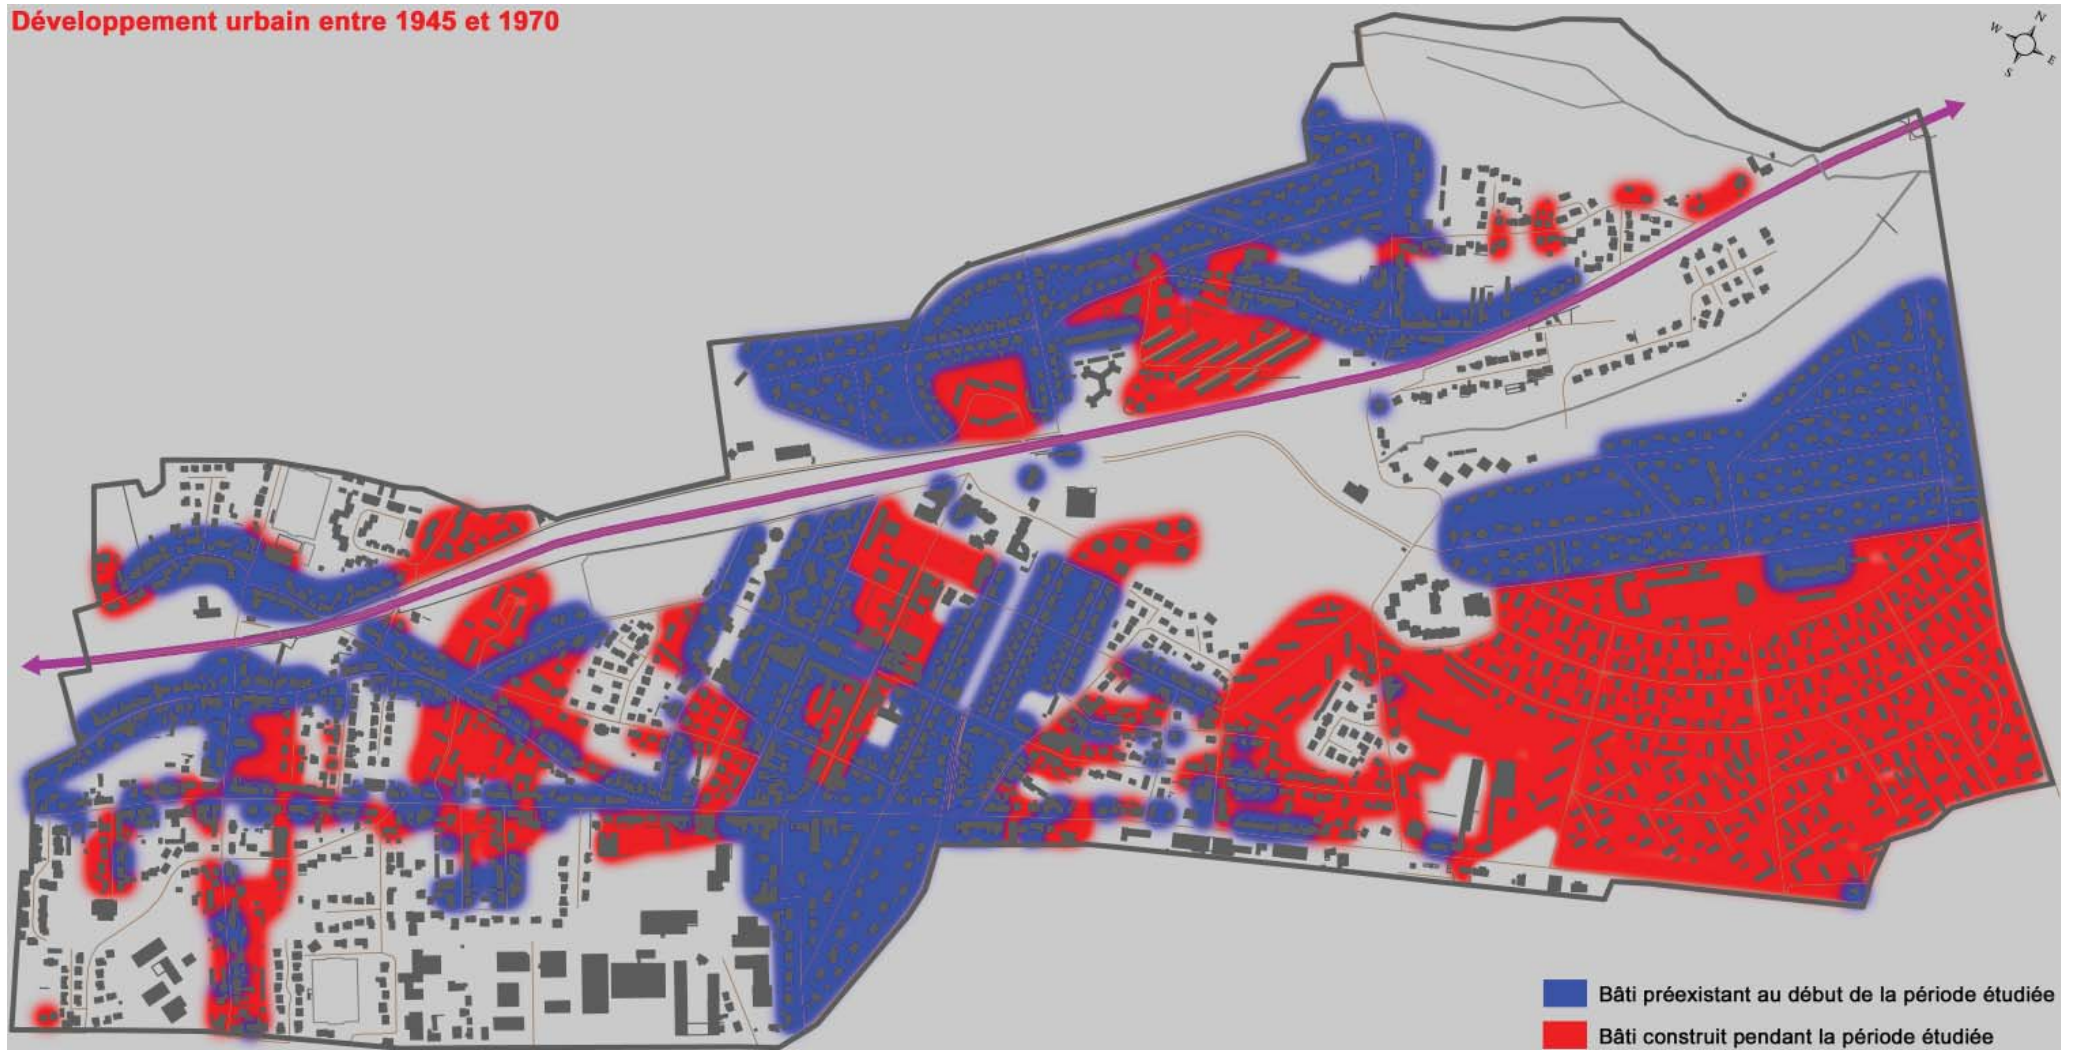 Développement urbain entre 1945 et 1970
N
W
E
S
Bâti préexistant au début de la période étudiée
Bâti construit pendant la période étudiée